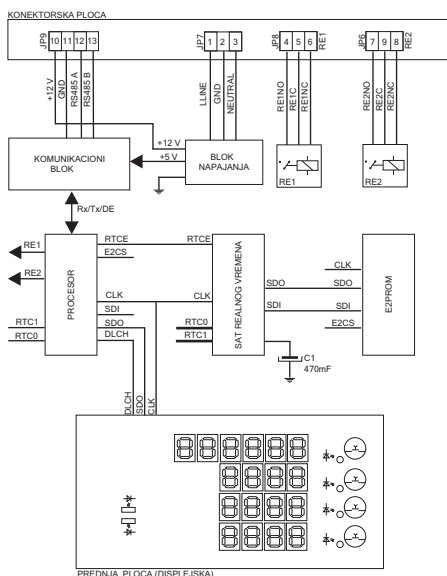 KONEKTORSKA PLOCA
JP9
10 11 12 13
JP7
1 2 3
JP8
4 5 6
RE1
JP6
7 9 8
RE2
+12 V
GND
RS485 A
RS485 B
LLINE
GND
NEUTRAL
RE1NO
RE1C
RE1NC
RE2NO
RE2C
RE2NC
KOMUNIKACIONI
BLOK
+12 V
+5 V
BLOK
NAPAJANJA
RE1
RE2
Rx/Tx/DE
RE1
RE2
RTC1
RTC0
PROCESOR
RTCE
E2CS
CLK
SDI
SDO
DLCH
RTCE
CLK
RTC0
RTC1
SAT REALNOG VREMENA
SDO
SDI
C1
470mF
CLK
SDO
SDI
E2CS
E2PROM
DLCH
SDO
CLK
PREDNJA PLOCA (DISPLEJSKA)